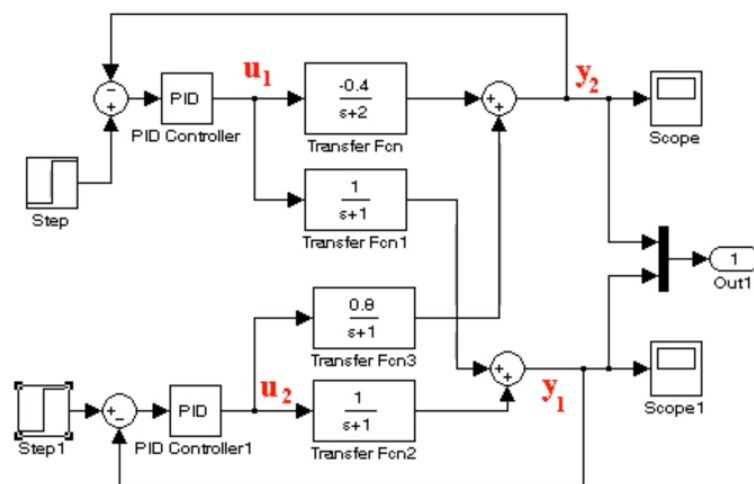 u1
y2
PID
PID Controller
-0.4
s+2
Transfer Fcn
Scope
Step
1
s+1
Transfer Fcn1
1
Out1
0.8
s+1
Transfer Fcn3
u2
y1
Step1
PID
PID Controller1
1
s+1
Transfer Fcn2
Scope1